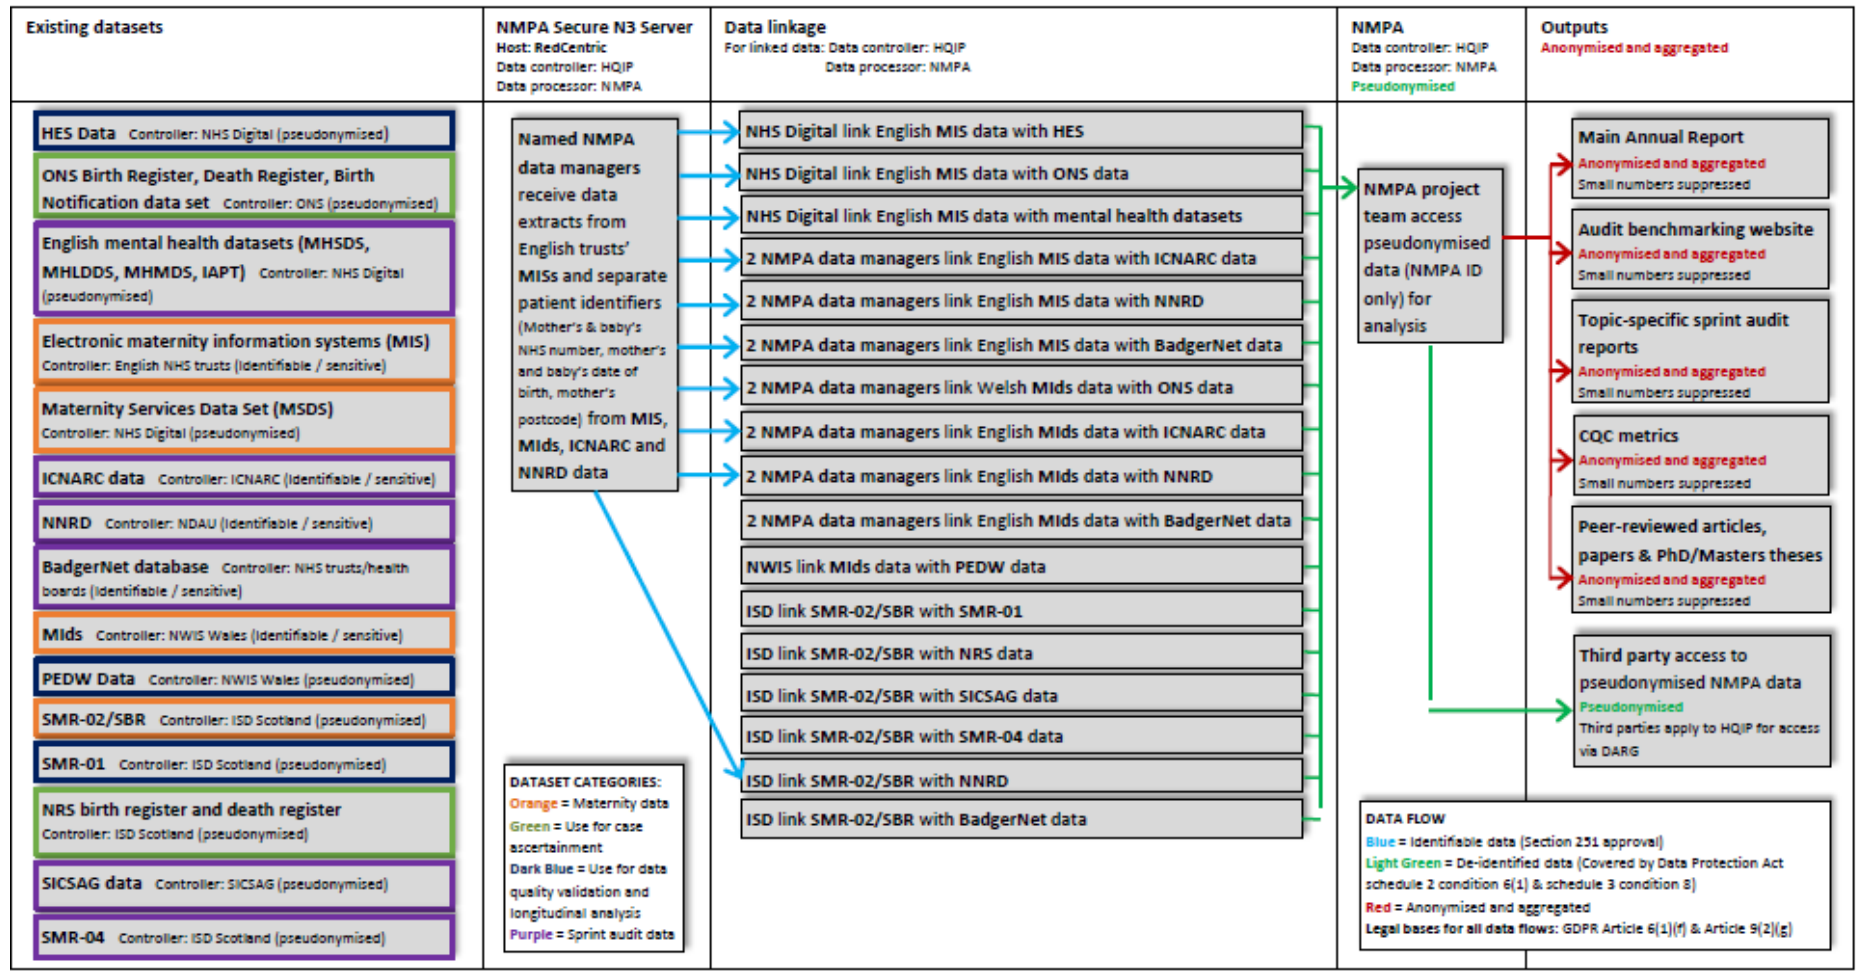 Existing datasets
HES Data Controller: NHS Digital (pseudonymised)
ONS Birth Register, Death Register, Birth
Notification data set Controller: ONS (pseudonymised)
English mental health datasets (MHSDS,
MHLDDS, MHMDS, IAPT) Controller: NHS Digital
(pseudonymised)
Electronic maternity information systems (MIS)
Controller: English NHS trusts (Identifiable / sensitive)
Maternity Services Data Set (MSDS)
Controller: NHS Digital (pseudonymised)
ICNARC data Controller: ICNARC (Identifiable / sensitive)
NNRD Controller: NDAU (Identifiable / sensitive)
BadgerNet database Controller: NHS trusts/health
boards (Identifiable / sensitive)
MIds Controller: NWIS Wales (Identifiable / sensitive)
PEDW Data Controller: NWIS Wales (pseudonymised)
SMR-02/SBR Controller: ISD Scotland (pseudonymised)
SMR-01 Controller: ISD Scotland (pseudonymised)
NRS birth register and death register
Controller: ISD Scotland (pseudonymised)
SICSAG data Controller: SICSAG (pseudonymised)
SMR-04 Controller: ISD Scotland (pseudonymised)
NMPA Secure N3 Server
Host: RedCentric
Data controller: HQIP
Data processor: NMPA
Named NMPA
data managers
receive data
extracts from
English trusts'
MISs and separate
patient identifiers
(Mother's & baby's
NHS number, mother's
and baby's date of
birth, mother's
postcode) from MIS,
MIds, ICNARC and
NNRD data
DATASET CATEGORIES:
Orange = Maternity data
Green = Use for case
ascertainment
Dark Blue = Use for data
quality validation and
longitudinal analysis
Purple = Sprint audit data
Data linkage
For linked data: Data controller: HQIP
Data processor: NMPA
NHS Digital link English MIS data with HES
NHS Digital link English MIS data with ONS data
NHS Digital link English MIS data with mental health datasets
2 NMPA data managers link English MIS data with ICNARC data
2 NMPA data managers link English MIS data with NNRD
2 NMPA data managers link English MIS data with BadgerNet data
2 NMPA data managers link Welsh MIds data with ONS data
2 NMPA data managers link English MIds data with ICNARC data
2 NMPA data managers link English MIds data with NNRD
2 NMPA data managers link English MIds data with BadgerNet data
NWIS link MIds data with PEDW data
ISD link SMR-02/SBR with SMR-01
ISD link SMR-02/SBR with NRS data
ISD link SMR-02/SBR with SICSAG data
ISD link SMR-02/SBR with SMR-04 data
ISD link SMR-02/SBR with NNRD
ISD link SMR-02/SBR with BadgerNet data
NMPA
Data controller: HQIP
Data processor: NMPA
Pseudonymised
NMPA project
team access
pseudonymised
data (NMPA ID
only) for
analysis
Outputs
Anonymised and aggregated
Main Annual Report
Anonymised and aggregated
Small numbers suppressed
Audit benchmarking website
Anonymised and aggregated
Small numbers suppressed
Topic-specific sprint audit
reports
Anonymised and aggregated
Small numbers suppressed
CQC metrics
Anonymised and aggregated
Small numbers suppressed
Peer-reviewed articles,
papers & PhD/Masters theses
Anonymised and aggregated
Small numbers suppressed
Third party access to
pseudonymised NMPA data
Pseudonymised
Third parties apply to HQIP for access
via DARG
DATA FLOW
Blue = Identifiable data (Section 251 approval)
Light Green = De-identified data (Covered by Data Protection Act
schedule 2 condition 6(1) & schedule 3 condition 8)
Red = Anonymised and aggregated
Legal bases for all data flows: GDPR Article 6(1)(f) & Article 9(2)(g)